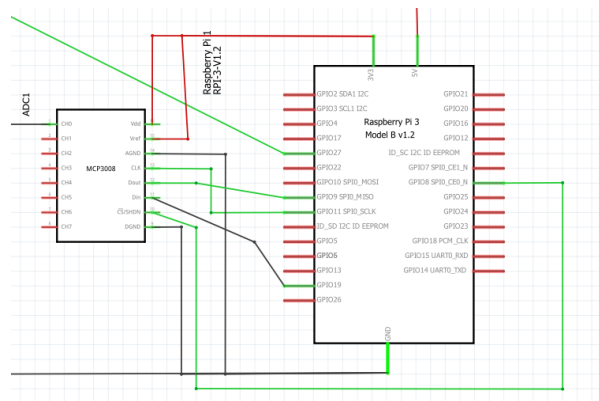 ADC1
CH0
CH1
CH2
CH3
CH4
CH5
CH6
CH7
MCP3008
Vdd
Vref
AGND
CLK
Dout
Din
C̅S̅/SHDN
DGND
Raspberry Pi 1
RPI-3-V1.2
3V3
5V
GPIO2 SDA1 I2C
GPIO3 SCL1 I2C
GPIO4
GPIO17
GPIO27
GPIO22
GPIO10 SPI0_MOSI
GPIO9 SPI0_MISO
GPIO11 SPI0_SCLK
ID_SD I2C ID EEPROM
GPIO5
GPIO6
GPIO13
GPIO19
GPIO26
Raspberry Pi 3
Model B v1.2
GPIO21
GPIO20
GPIO16
GPIO12
ID_SC I2C ID EEPROM
GPIO7 SPI0_CE1_N
GPIO8 SPI0_CE0_N
GPIO25
GPIO24
GPIO23
GPIO18 PCM_CLK
GPIO15 UART0_RXD
GPIO14 UART0_TXD
GND